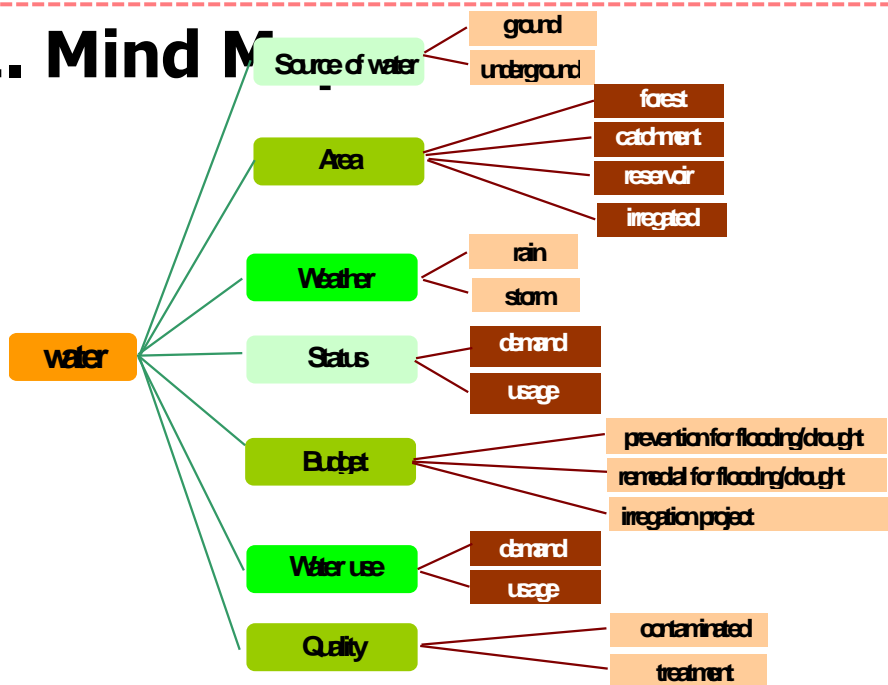 . Mind M
Source of water
ground
underground
Area
forest
catchment
reservoir
irregated
Weather
rain
storm
water
Status
demand
usage
Budget
prevention for flooding/drought
remedial for flooding/drought
irregation project
Water use
demand
usage
Quality
contaminated
treatment